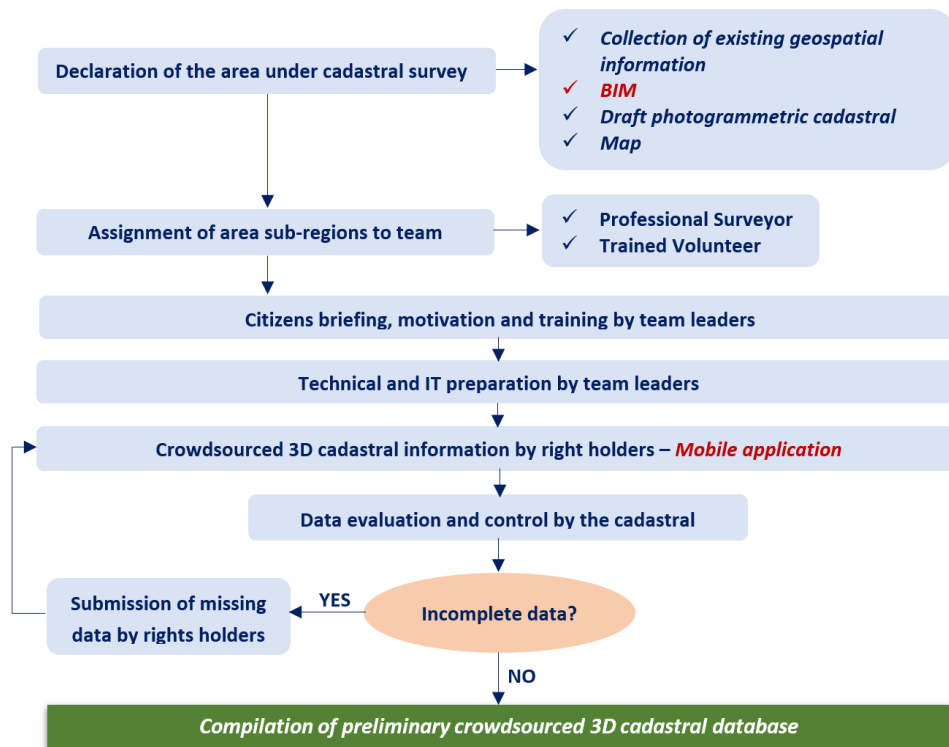 Declaration of the area under cadastral survey
✓ Collection of existing geospatial
information
✓ BIM
✓ Draft photogrammetric cadastral
✓ Map
Assignment of area sub-regions to team
✓ Professional Surveyor
✓ Trained Volunteer
Citizens briefing, motivation and training by team leaders
Technical and IT preparation by team leaders
Crowdsourced 3D cadastral information by right holders – Mobile application
Data evaluation and control by the cadastral
Incomplete data?
YES
Submission of missing
data by rights holders
NO
Compilation of preliminary crowdsourced 3D cadastral database